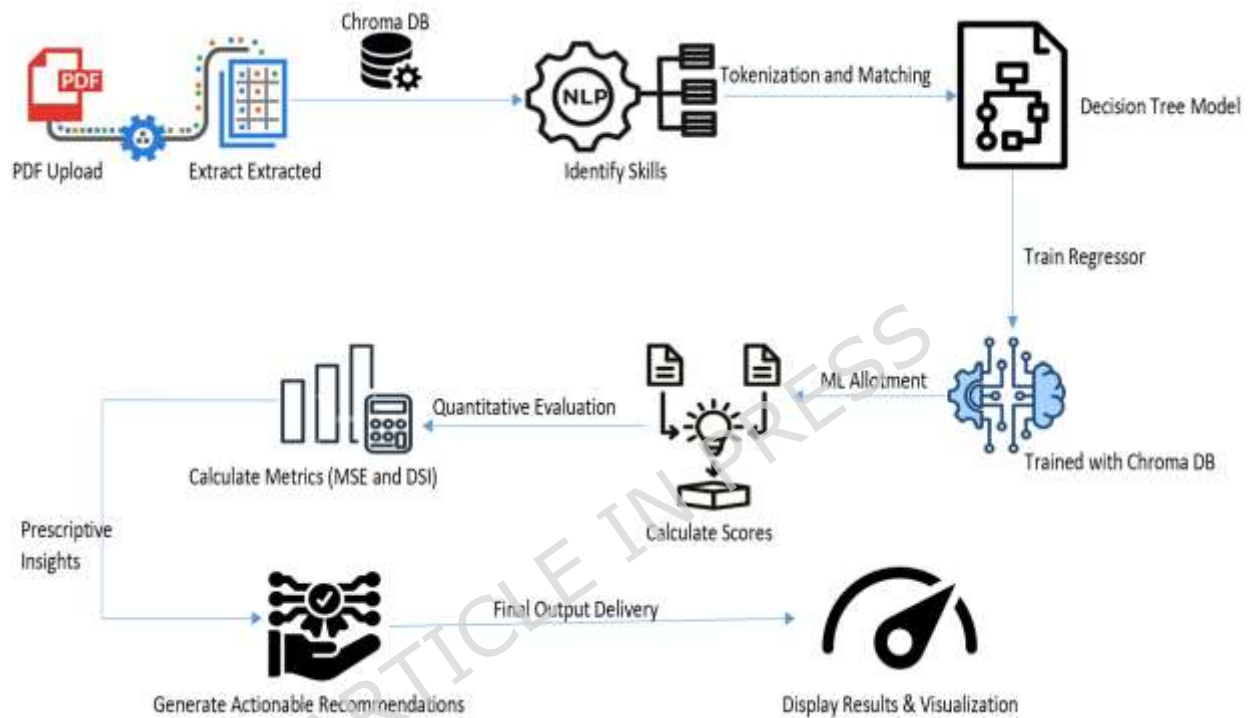 Chroma DB
PDF
NLP
Tokenization and Matching
Decision Tree Model
PDF Upload
Extract Extracted
Identify Skills
Train Regressor
ML Allotment
Quantitative Evaluation
Trained with Chroma DB
Calculate Metrics (MSE and DSI)
Calculate Scores
Prescriptive
Insights
Final Output Delivery
Generate Actionable Recommendations
Display Results & Visualization
ARTICLE IN PRESS